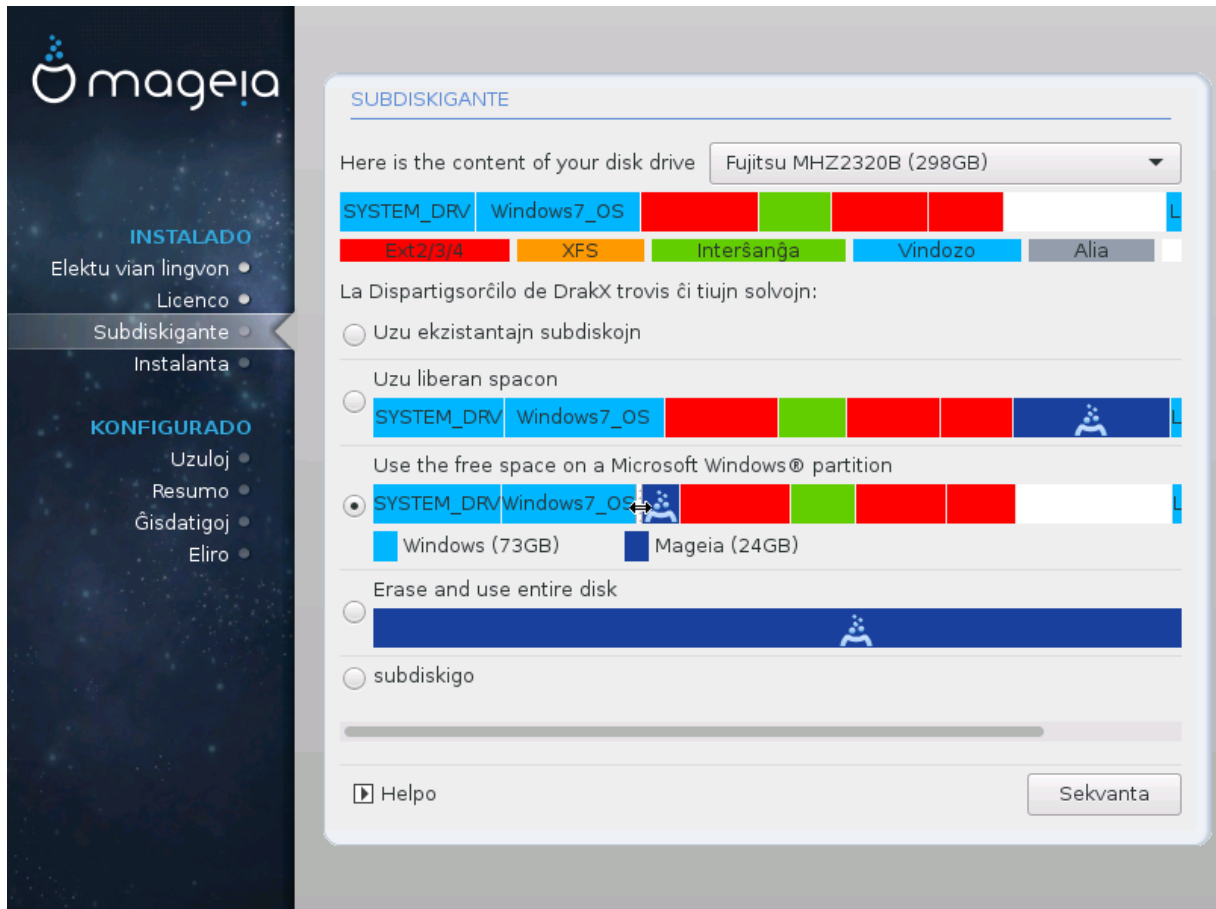 mageia
INSTALADO
Elektu vian lingvon
Licenco
Subdiskigante
Instalanta
KONFIGURADO
Uzuloj
Resumo
Ĝisdatigoj
Eliro
SUBDISKIGANTE
Here is the content of your disk drive Fujitsu MHZ2320B (298GB)
SYSTEM_DRV Windows7_OS L
Ext2/3/4 XFS Interŝanĝa Vindozo Alia
La Dispartigsorĉilo de DrakX trovis ĉi tiujn solvojn:
Uzu ekzistantajn subdiskojn
Uzu liberan spacon
SYSTEM_DRV Windows7_OS L
Use the free space on a Microsoft Windows® partition
SYSTEM_DRV Windows7_OS L
Windows (73GB) Mageia (24GB)
Erase and use entire disk
subdiskigo
Helpo Sekvanta